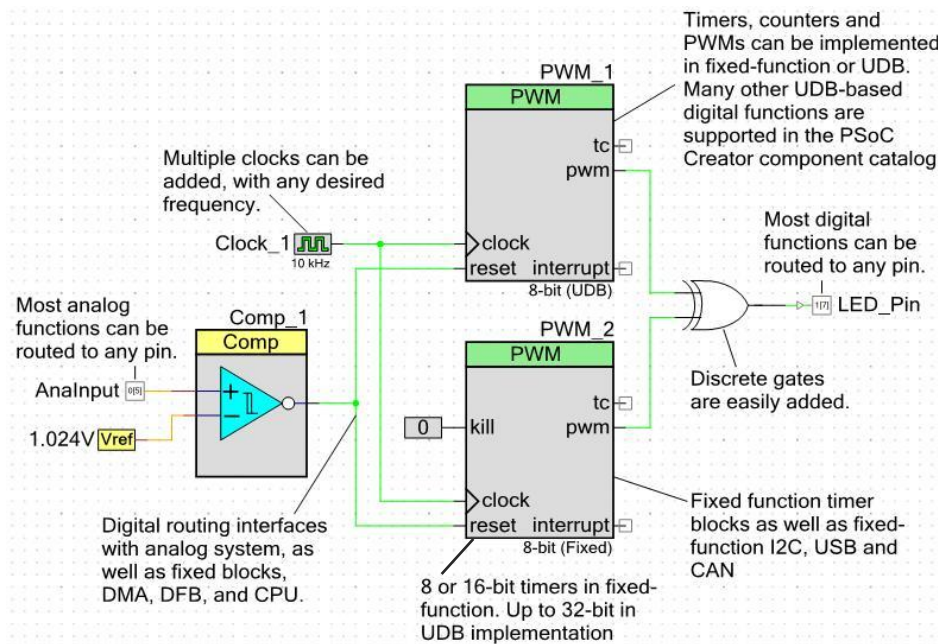 Timers, counters and
PWMs can be implemented
in fixed-function or UDB.
Many other UDB-based
digital functions are
supported in the PSoC
Creator component catalog
PWM_1
PWM
tc
pwm
clock
reset
interrupt
8-bit (UDB)
Multiple clocks can be
added, with any desired
frequency.
Clock_1
10 kHz
Most digital
functions can be
routed to any pin.
1[7]
LED_Pin
Most analog
functions can be
routed to any pin.
Comp_1
Comp
AnaInput
0[5]
+
−
1.024V
Vref
PWM_2
PWM
tc
0
kill
pwm
clock
reset
interrupt
8-bit (Fixed)
Discrete gates
are easily added.
Digital routing interfaces
with analog system, as
well as fixed blocks,
DMA, DFB, and CPU.
Fixed function timer
blocks as well as fixed-
function I2C, USB and
CAN
8 or 16-bit timers in fixed-
function. Up to 32-bit in
UDB implementation